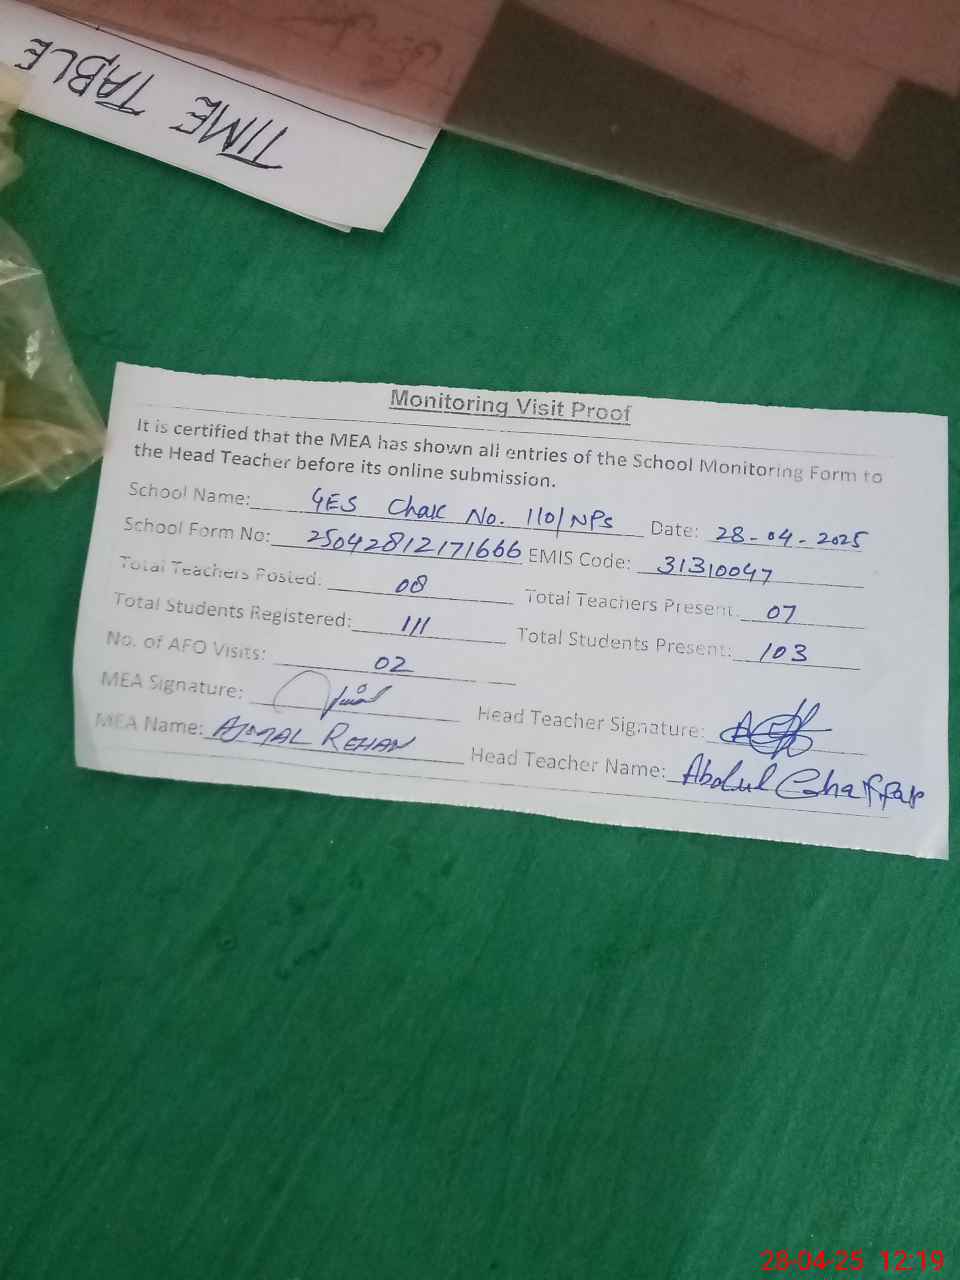 TIME TABLE
Monitoring Visit Proof
It is certified that the MEA has shown all entries of the School Monitoring Form to
the Head Teacher before its online submission.
School Name: GES Chak No. 110/NPs Date: 28-04-2025
School Form No: 25042812171666 EMIS Code: 31310047
Total Teachers Posted: 08 Total Teachers Present: 07
Total Students Registered: 111 Total Students Present: 103
No. of AFO Visits: 02
MEA Signature: Head Teacher Signature:
MEA Name: AJMAL REHAN Head Teacher Name: Abdul Ghaffar
28-04-25 12:19